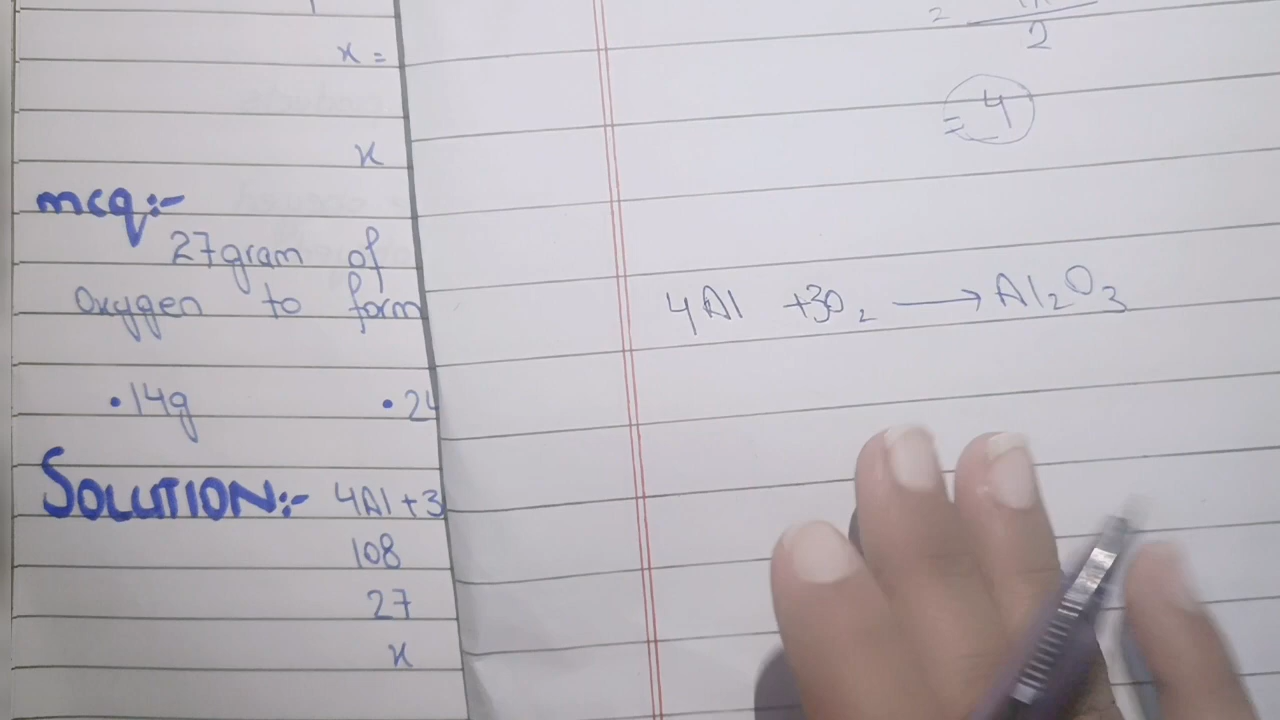 x =
x
mcq:-
27gram of
Oxygen to form
•14g •24
SOLUTION:- 4Al+3
108
27
x
2
= 4
4Al +3O₂ ⟶ Al₂O₃